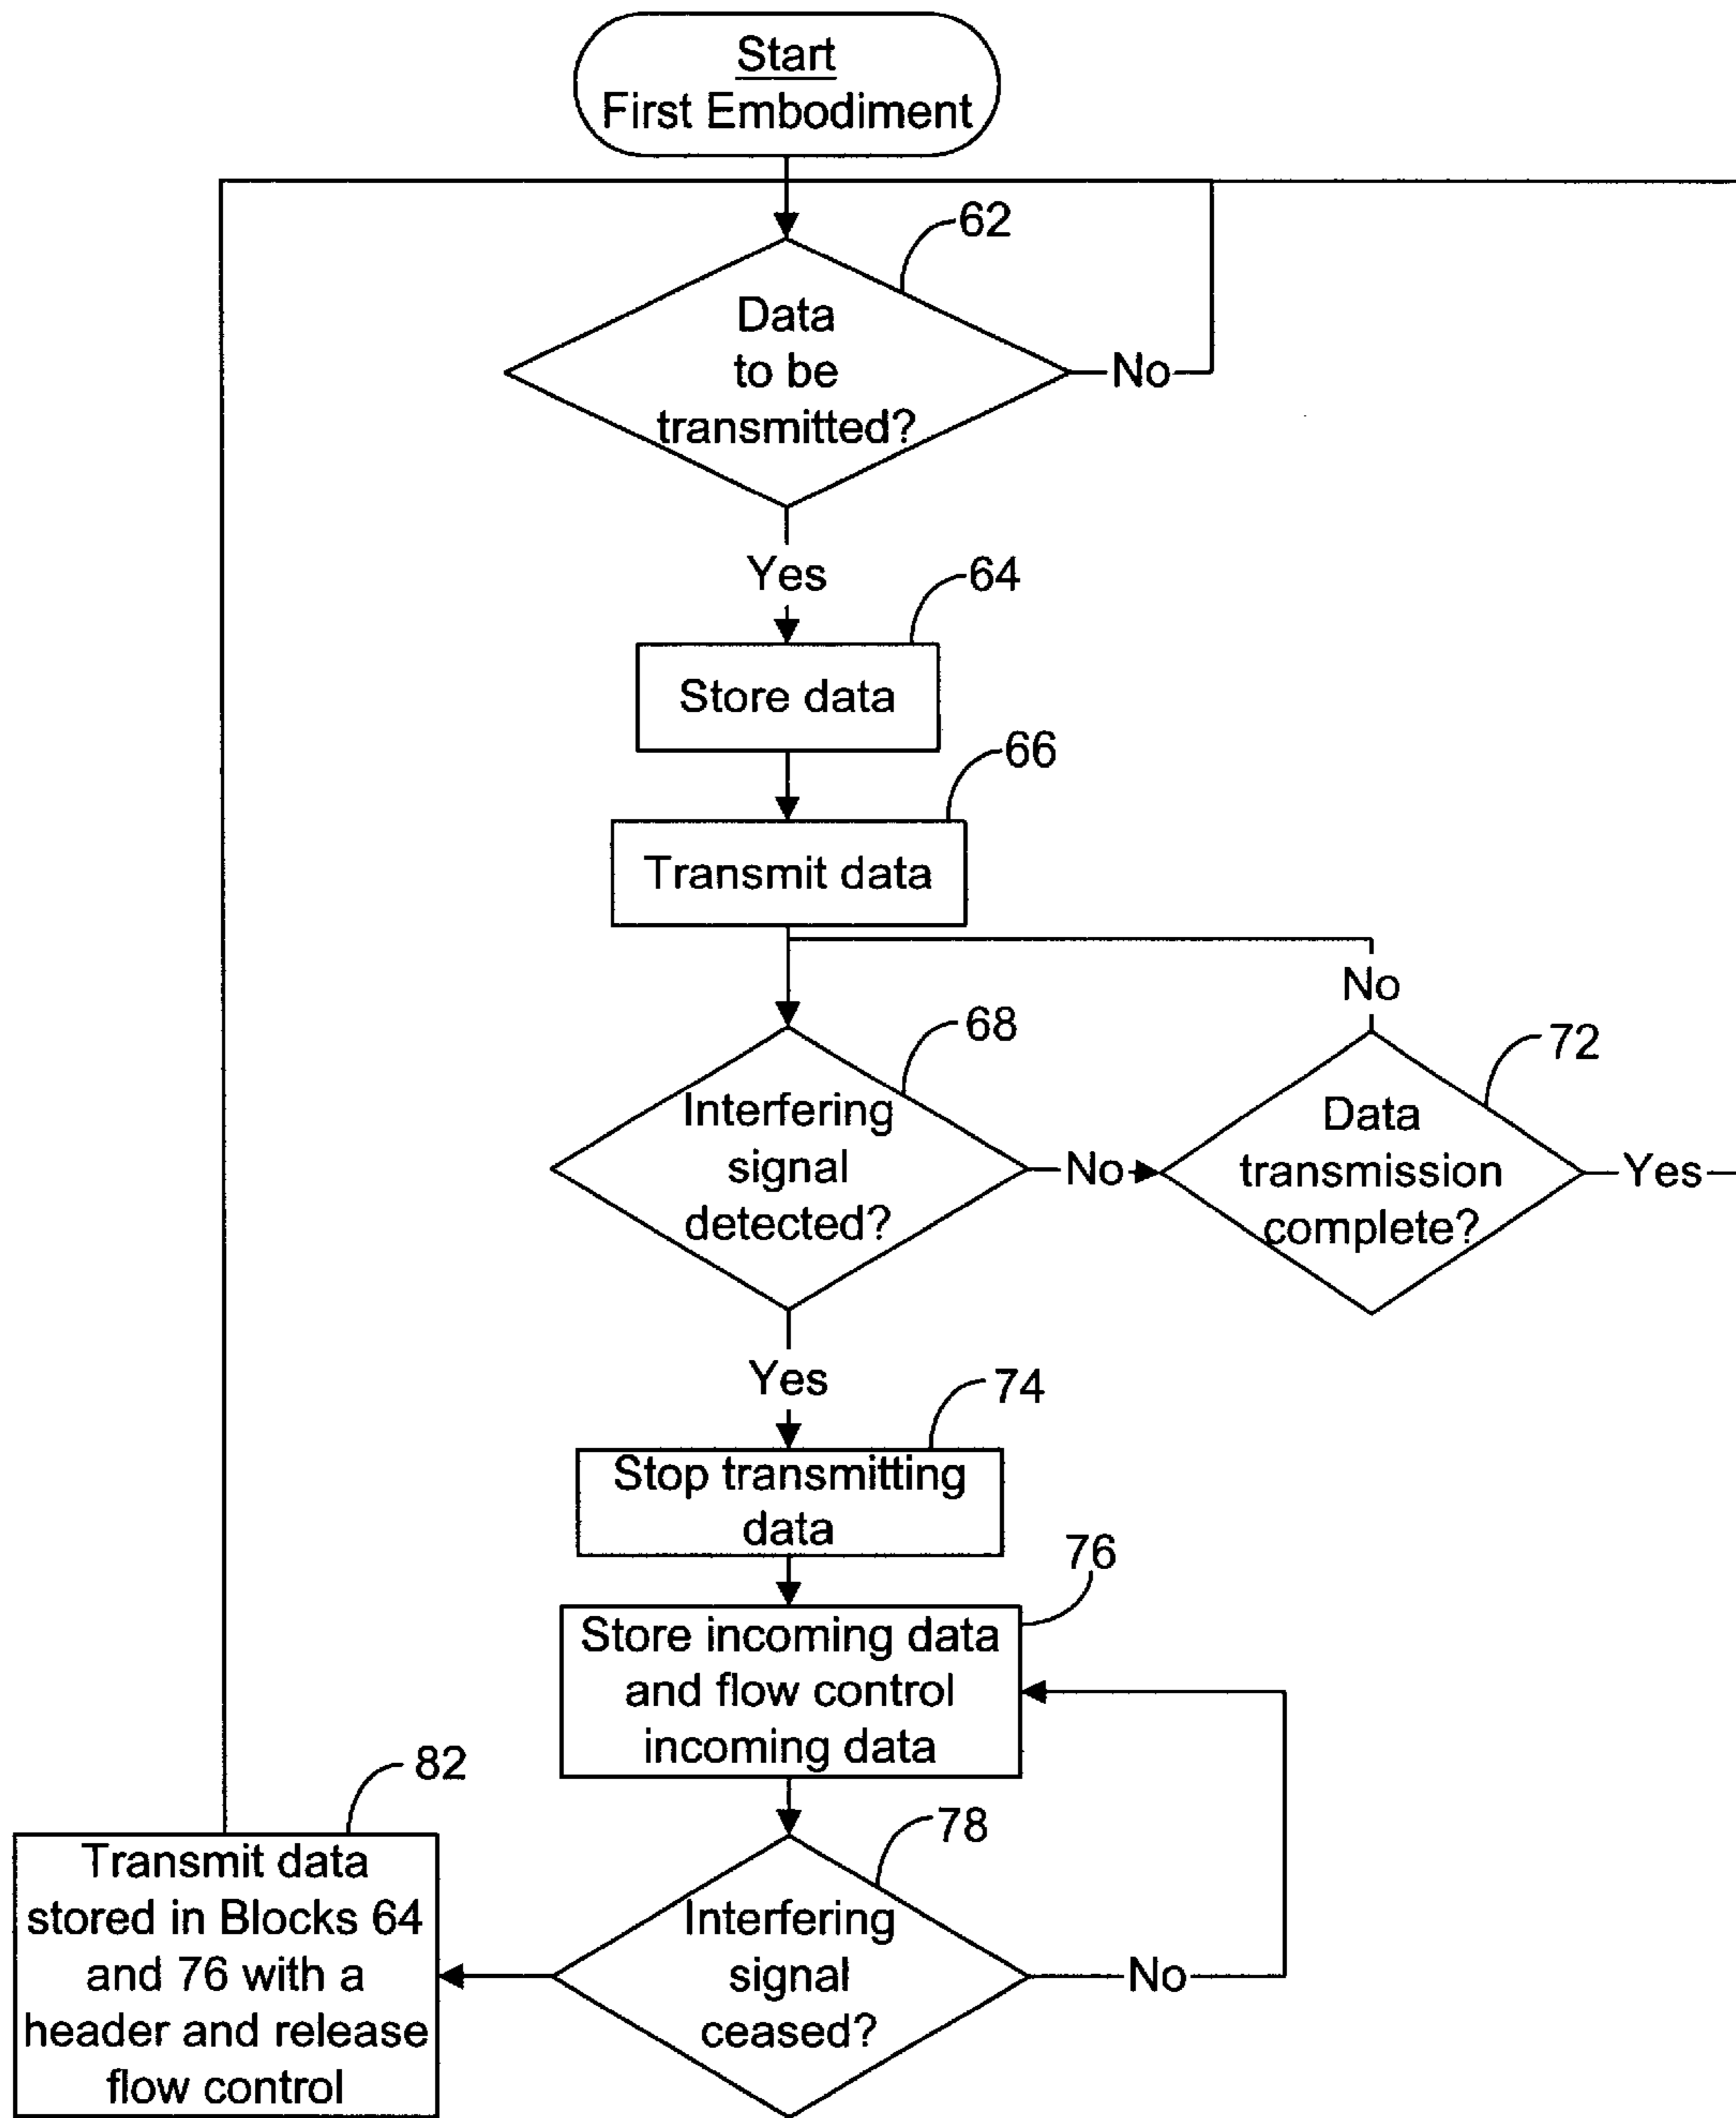 Start
First Embodiment
62
Data
to be
transmitted?
No
Yes
64
Store data
66
Transmit data
No
68
72
Interfering
signal
detected?
No
Data
transmission
complete?
Yes
Yes
74
Stop transmitting
data
76
Store incoming data
and flow control
incoming data
82
78
Transmit data
stored in Blocks 64
and 76 with a
header and release
flow control
Interfering
signal
ceased?
No